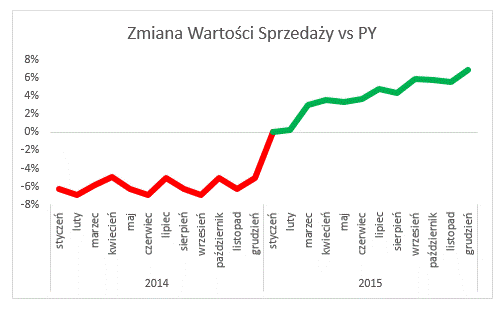 Zmiana Wartości Sprzedaży vs PY
8%
6%
4%
2%
0%
-2%
-4%
-6%
-8%
styczeń
luty
marzec
kwiecień
maj
czerwiec
lipiec
sierpień
wrzesień
październik
listopad
grudzień
styczeń
luty
marzec
kwiecień
maj
czerwiec
lipiec
sierpień
wrzesień
październik
listopad
grudzień
2014
2015